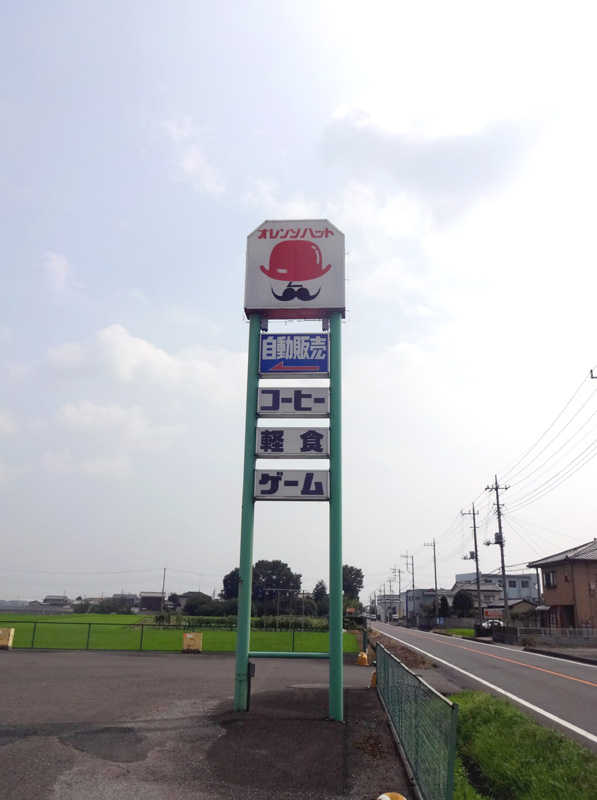 オレンジハット
自動販売
コーヒー
軽食
ゲーム